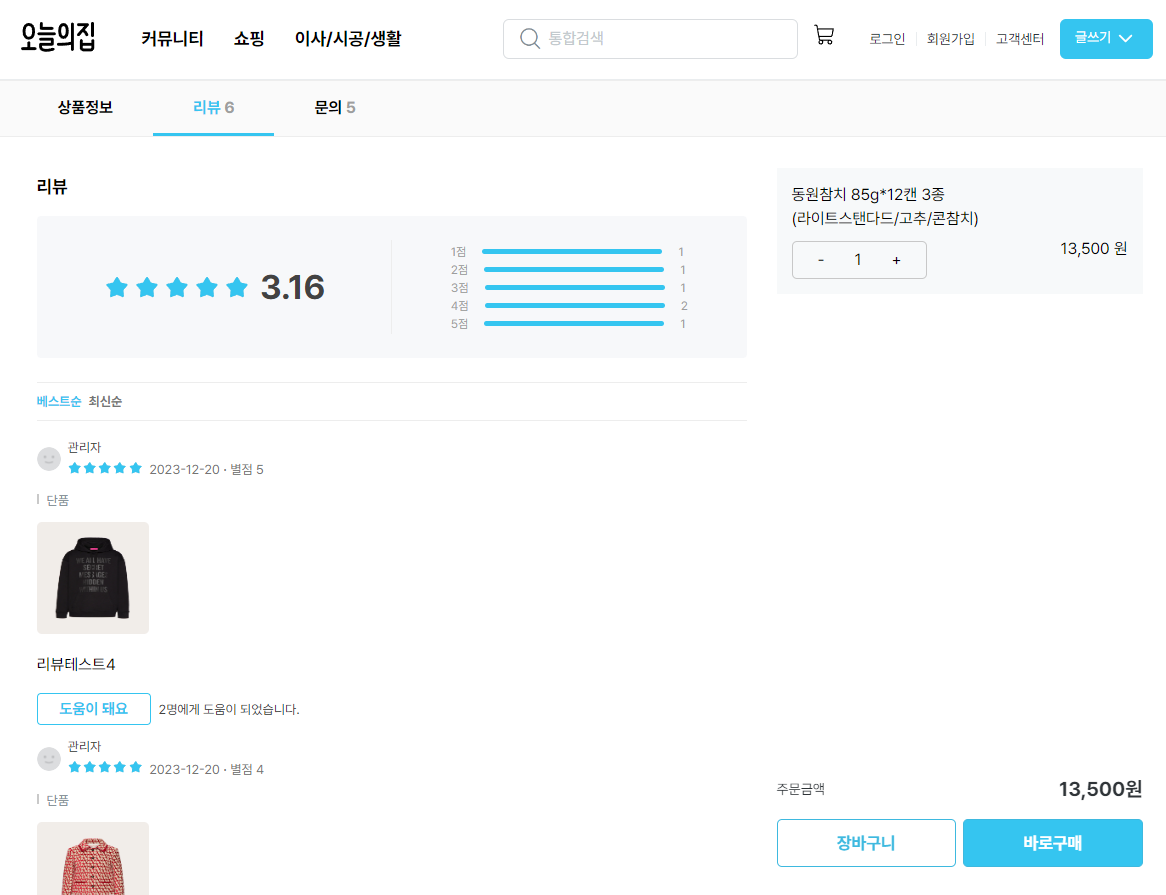 오늘의집
커뮤니티 쇼핑 이사/시공/생활
통합검색
로그인 회원가입 고객센터
글쓰기
상품정보 리뷰 6 문의 5
리뷰
3.16
1점 1
2점 1
3점 1
4점 2
5점 1
베스트순 최신순
관리자
2023-12-20 · 별점 5
단품
리뷰테스트4
도움이 돼요 2명에게 도움이 되었습니다.
관리자
2023-12-20 · 별점 4
단품
동원참치 85g*12캔 3종
(라이트스탠다드/고추/콘참치)
- 1 +
13,500 원
주문금액 13,500원
장바구니 바로구매